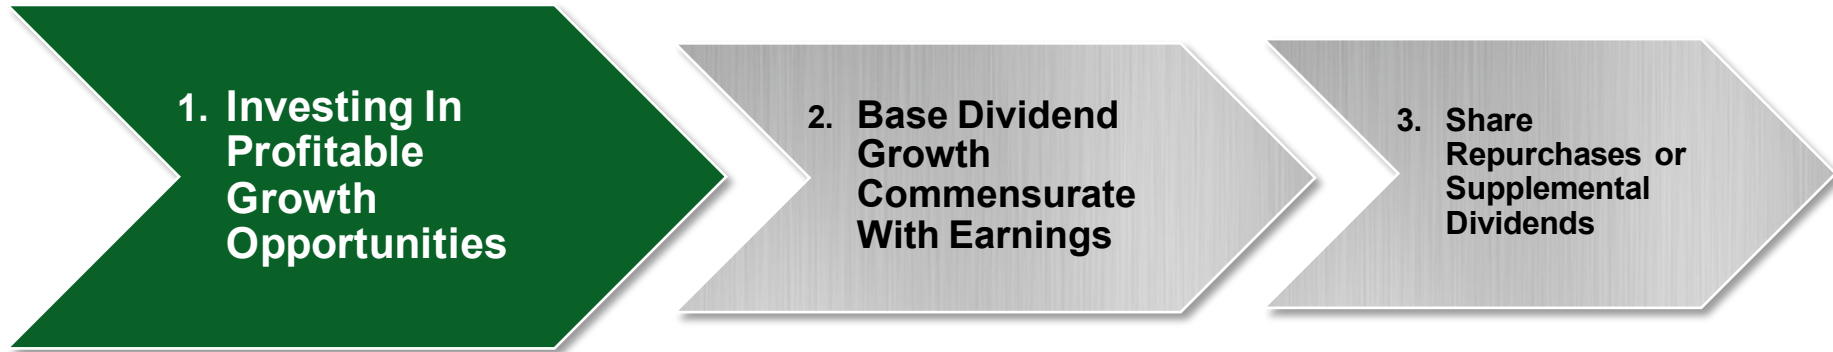 1. Investing In
Profitable
Growth
Opportunities
2. Base Dividend
Growth
Commensurate
With Earnings
3. Share
Repurchases or
Supplemental
Dividends